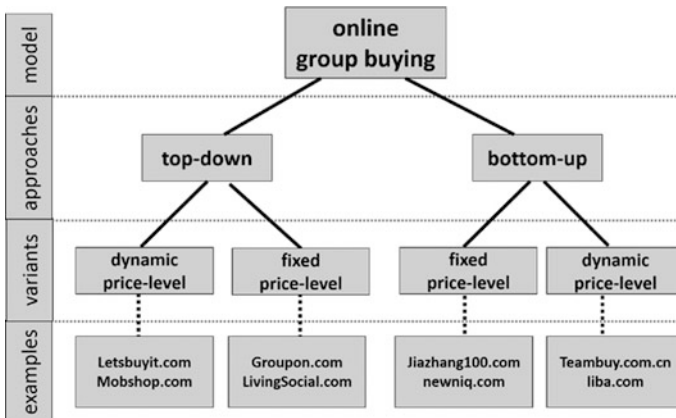 model
online
group buying
approaches
top-down
bottom-up
variants
dynamic
price-level
fixed
price-level
fixed
price-level
dynamic
price-level
examples
Letsbuyit.com
Mobshop.com
Groupon.com
LivingSocial.com
Jiazhang100.com
newniq.com
Teambuy.com.cn
liba.com